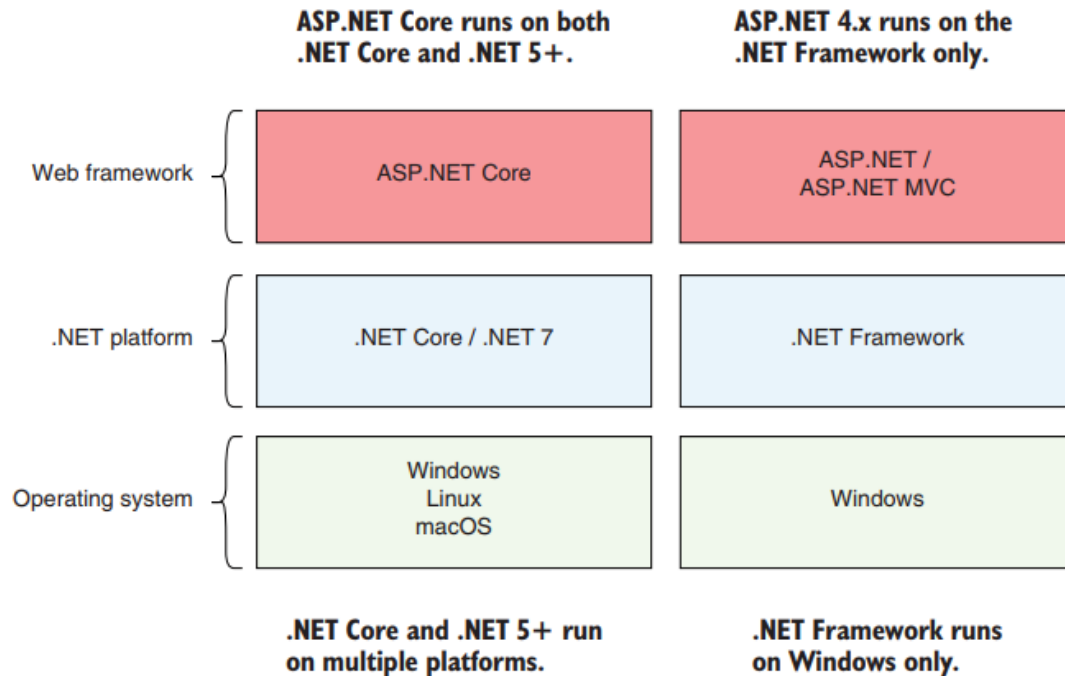 ASP.NET Core runs on both
.NET Core and .NET 5+.
ASP.NET 4.x runs on the
.NET Framework only.
Web framework
ASP.NET Core
ASP.NET /
ASP.NET MVC
.NET platform
.NET Core / .NET 7
.NET Framework
Operating system
Windows
Linux
macOS
Windows
.NET Core and .NET 5+ run
on multiple platforms.
.NET Framework runs
on Windows only.